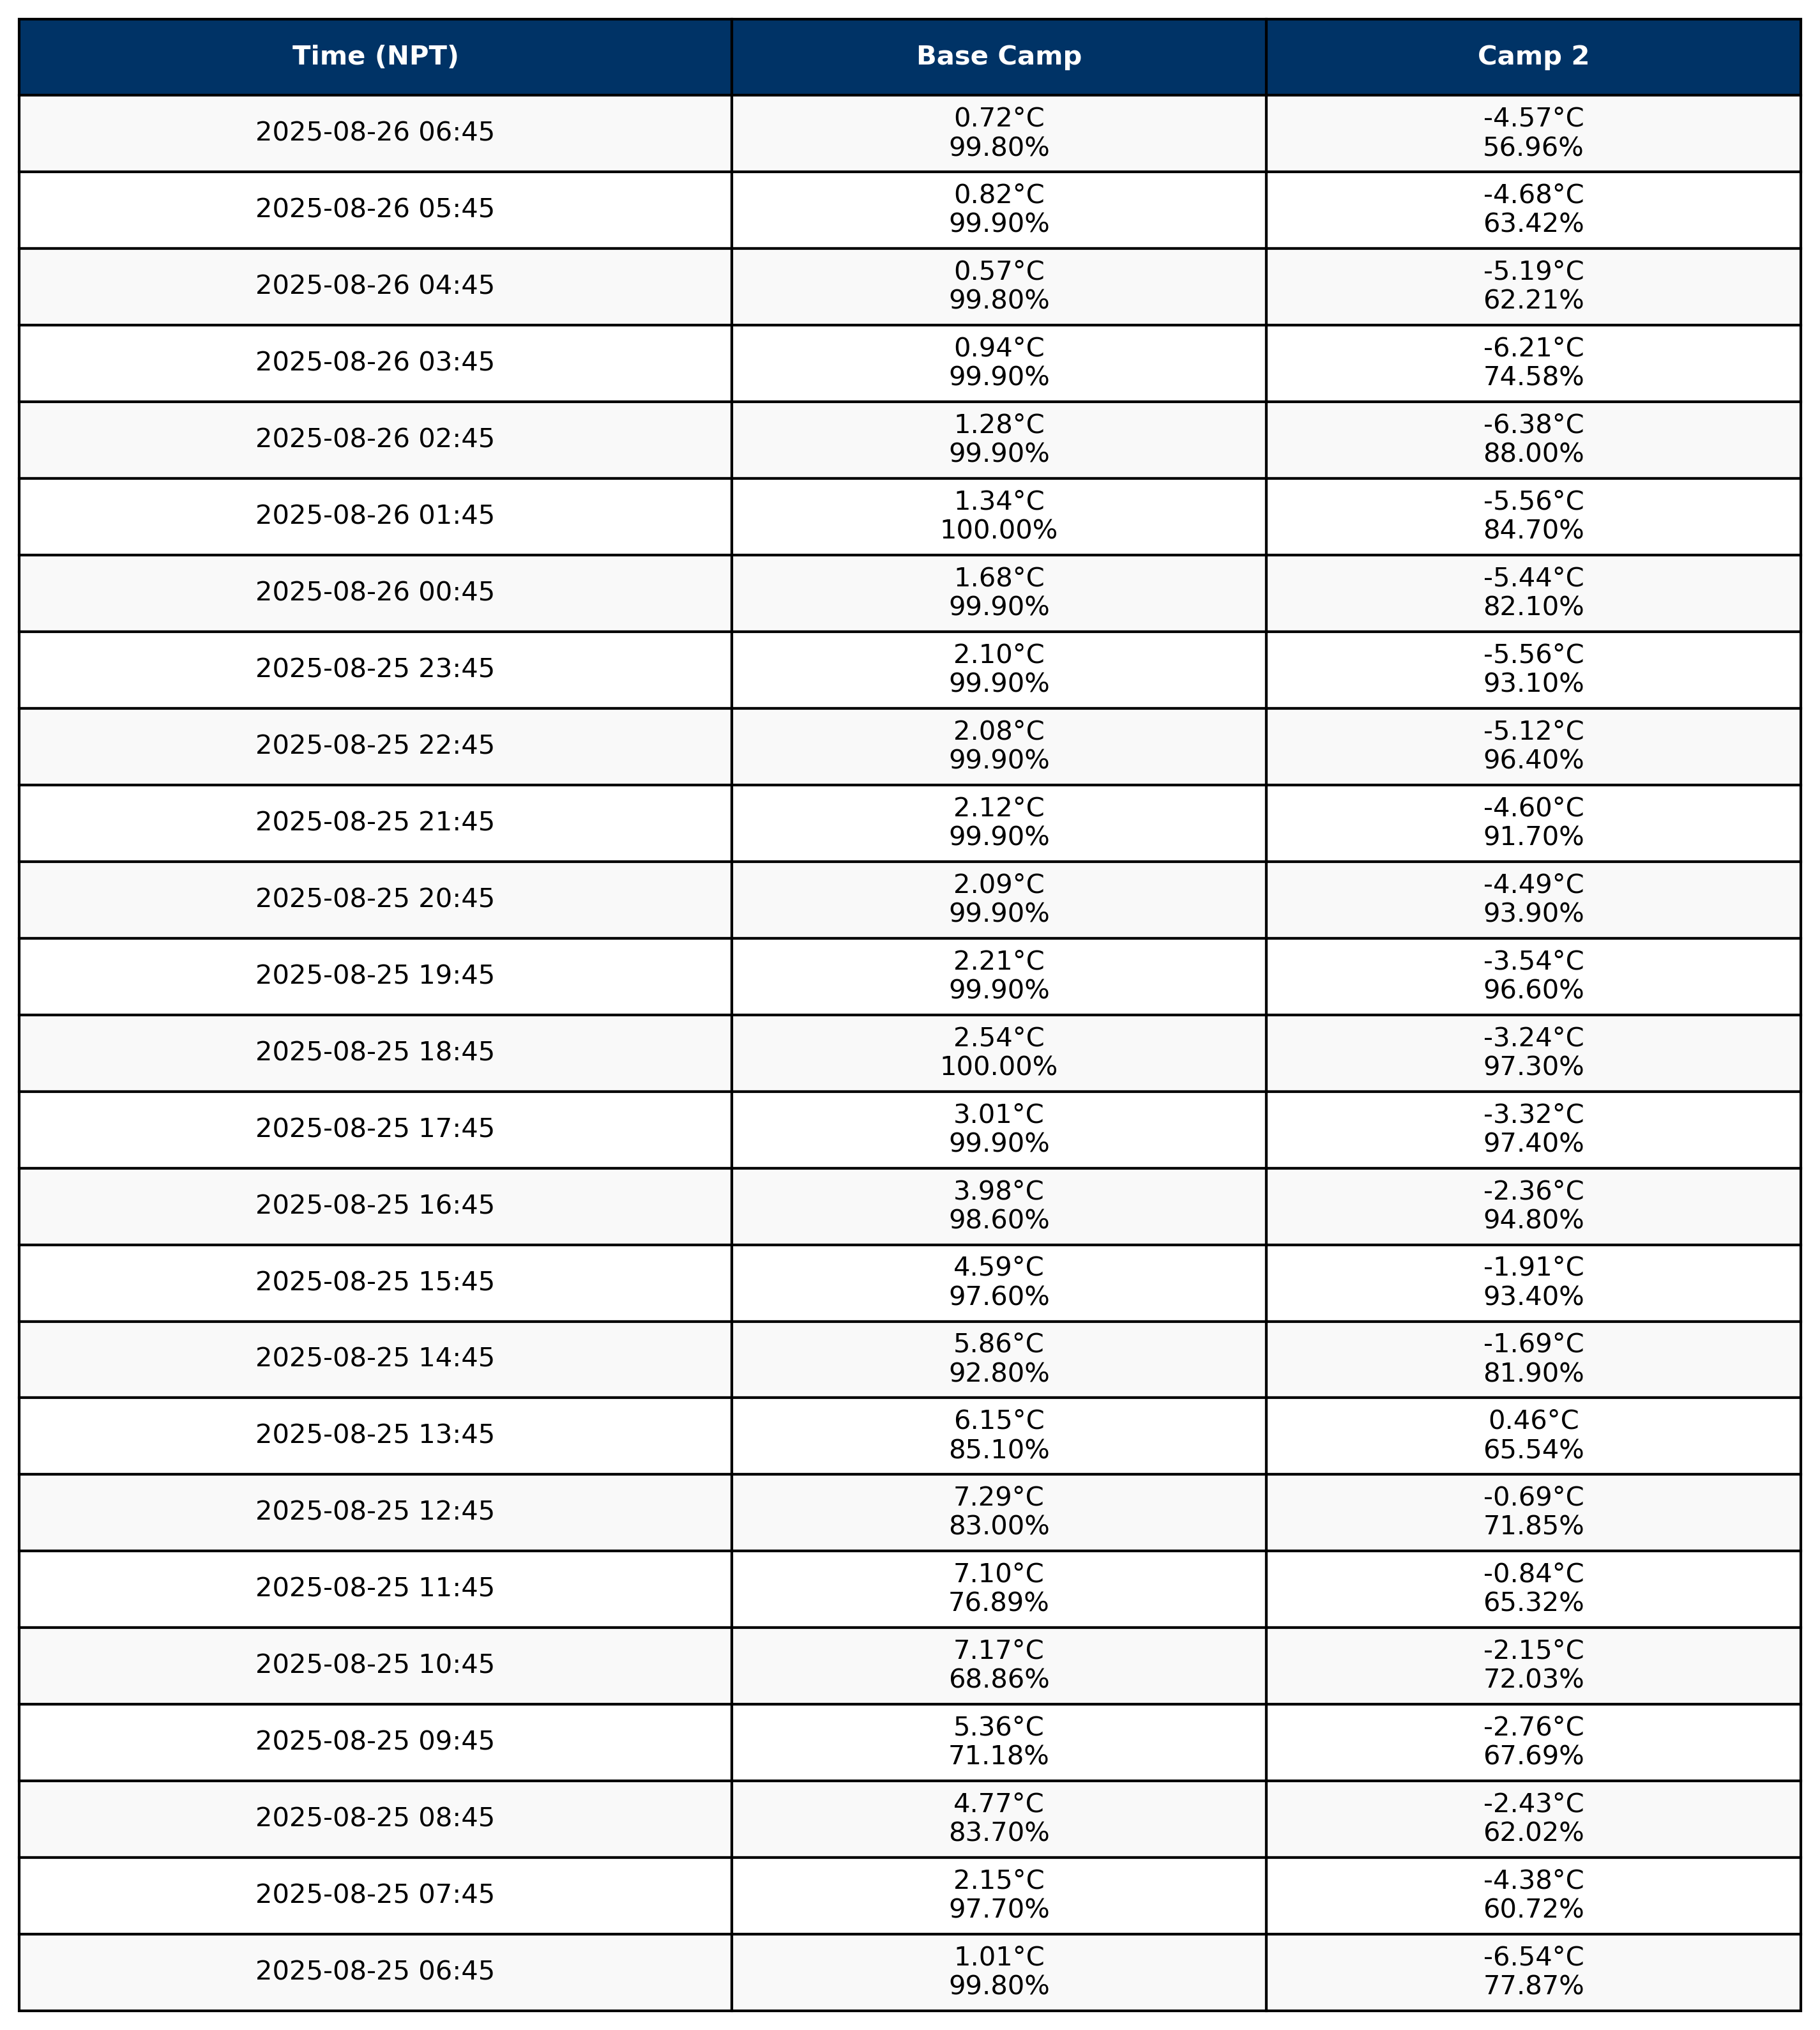 Time (NPT) Base Camp Camp 2
2025-08-26 06:45 0.72°C -4.57°C
99.80% 56.96%
2025-08-26 05:45 0.82°C -4.68°C
99.90% 63.42%
2025-08-26 04:45 0.57°C -5.19°C
99.80% 62.21%
2025-08-26 03:45 0.94°C -6.21°C
99.90% 74.58%
2025-08-26 02:45 1.28°C -6.38°C
99.90% 88.00%
2025-08-26 01:45 1.34°C -5.56°C
100.00% 84.70%
2025-08-26 00:45 1.68°C -5.44°C
99.90% 82.10%
2025-08-25 23:45 2.10°C -5.56°C
99.90% 93.10%
2025-08-25 22:45 2.08°C -5.12°C
99.90% 96.40%
2025-08-25 21:45 2.12°C -4.60°C
99.90% 91.70%
2025-08-25 20:45 2.09°C -4.49°C
99.90% 93.90%
2025-08-25 19:45 2.21°C -3.54°C
99.90% 96.60%
2025-08-25 18:45 2.54°C -3.24°C
100.00% 97.30%
2025-08-25 17:45 3.01°C -3.32°C
99.90% 97.40%
2025-08-25 16:45 3.98°C -2.36°C
98.60% 94.80%
2025-08-25 15:45 4.59°C -1.91°C
97.60% 93.40%
2025-08-25 14:45 5.86°C -1.69°C
92.80% 81.90%
2025-08-25 13:45 6.15°C 0.46°C
85.10% 65.54%
2025-08-25 12:45 7.29°C -0.69°C
83.00% 71.85%
2025-08-25 11:45 7.10°C -0.84°C
76.89% 65.32%
2025-08-25 10:45 7.17°C -2.15°C
68.86% 72.03%
2025-08-25 09:45 5.36°C -2.76°C
71.18% 67.69%
2025-08-25 08:45 4.77°C -2.43°C
83.70% 62.02%
2025-08-25 07:45 2.15°C -4.38°C
97.70% 60.72%
2025-08-25 06:45 1.01°C -6.54°C
99.80% 77.87%